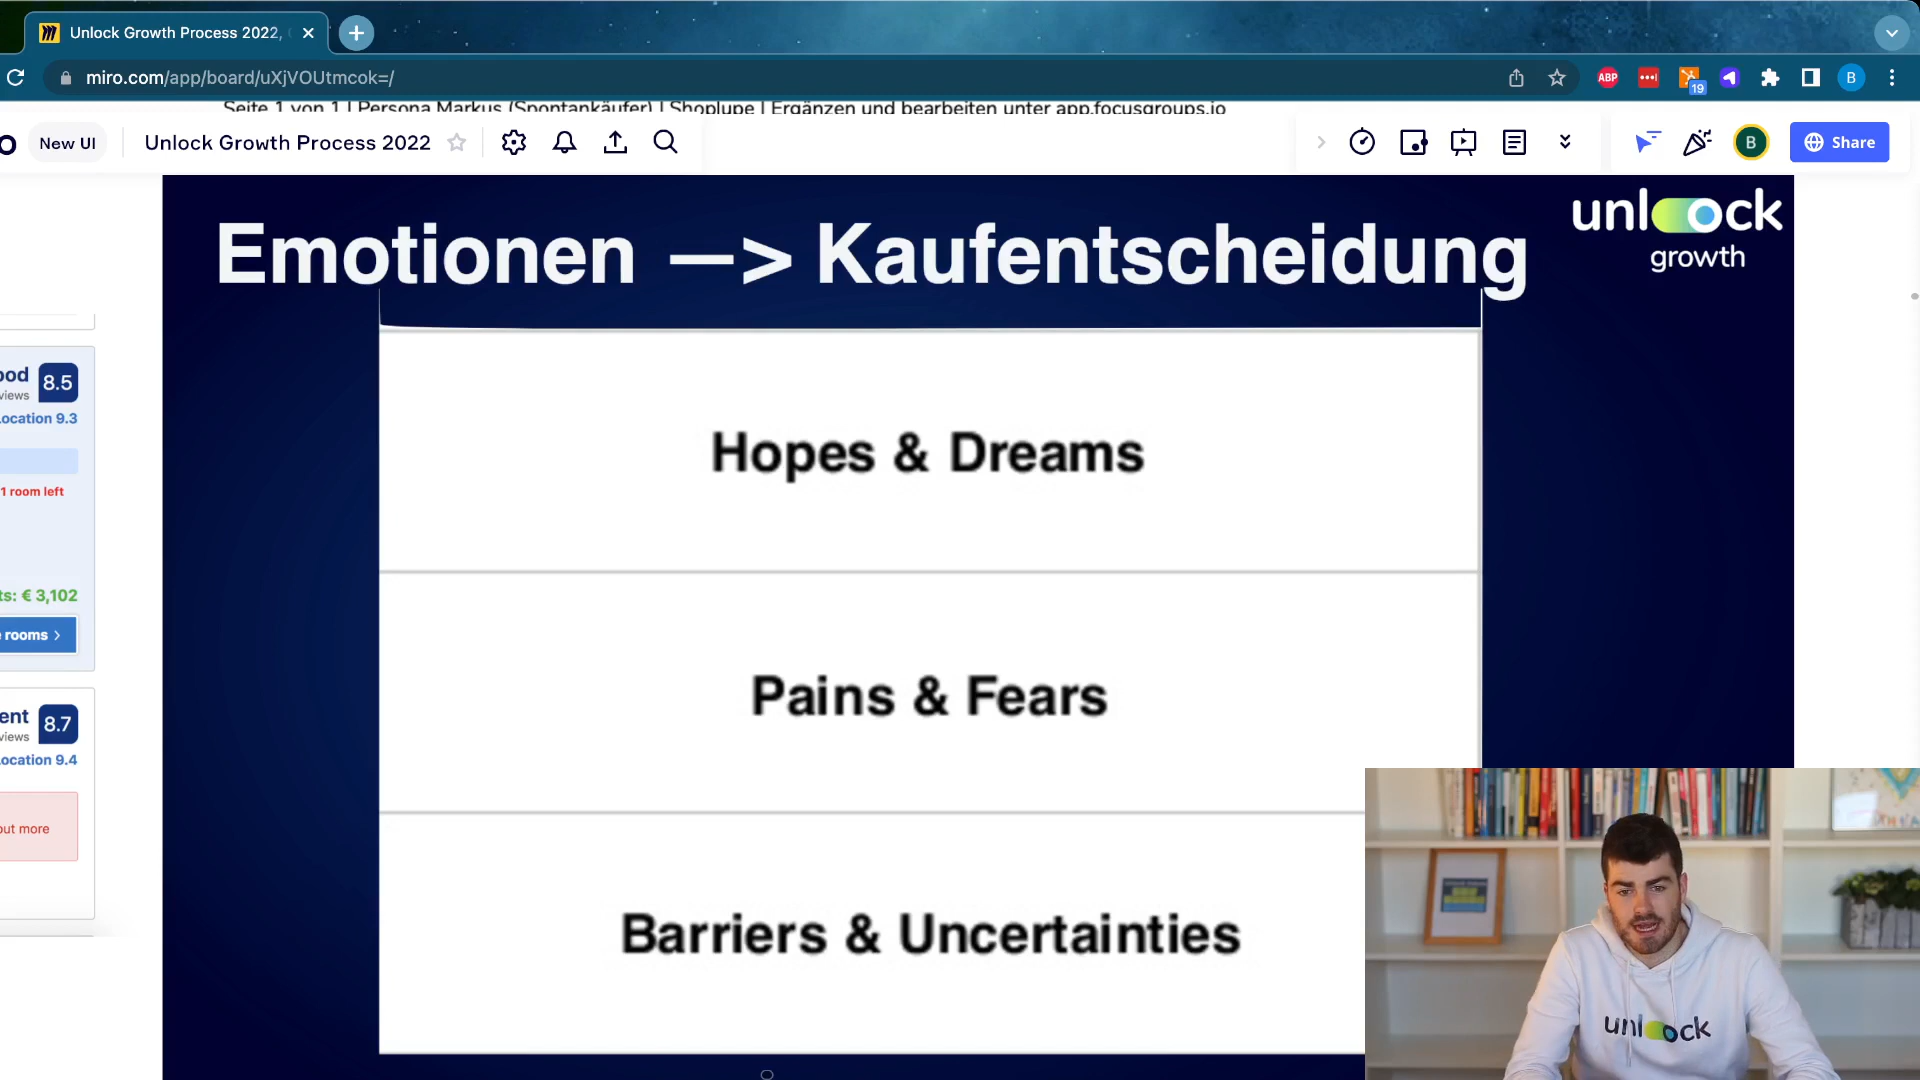 Unlock Growth Process 2022,
miro.com/app/board/uXjVOUtmcok=/
ABP
19
B
Seite 1 von 1 | Persona Markus (Spontankäufer) | Shoplupe | Ergänzen und bearbeiten unter app.focusgroups.io
New UI
Unlock Growth Process 2022
B
Share
Emotionen —> Kaufentscheidung
unlock
growth
Hopes & Dreams
Pains & Fears
Barriers & Uncertainties
8.5
views
ocation 9.3
1 room left
ts: € 3,102
rooms >
8.7
views
ocation 9.4
out more
unlock